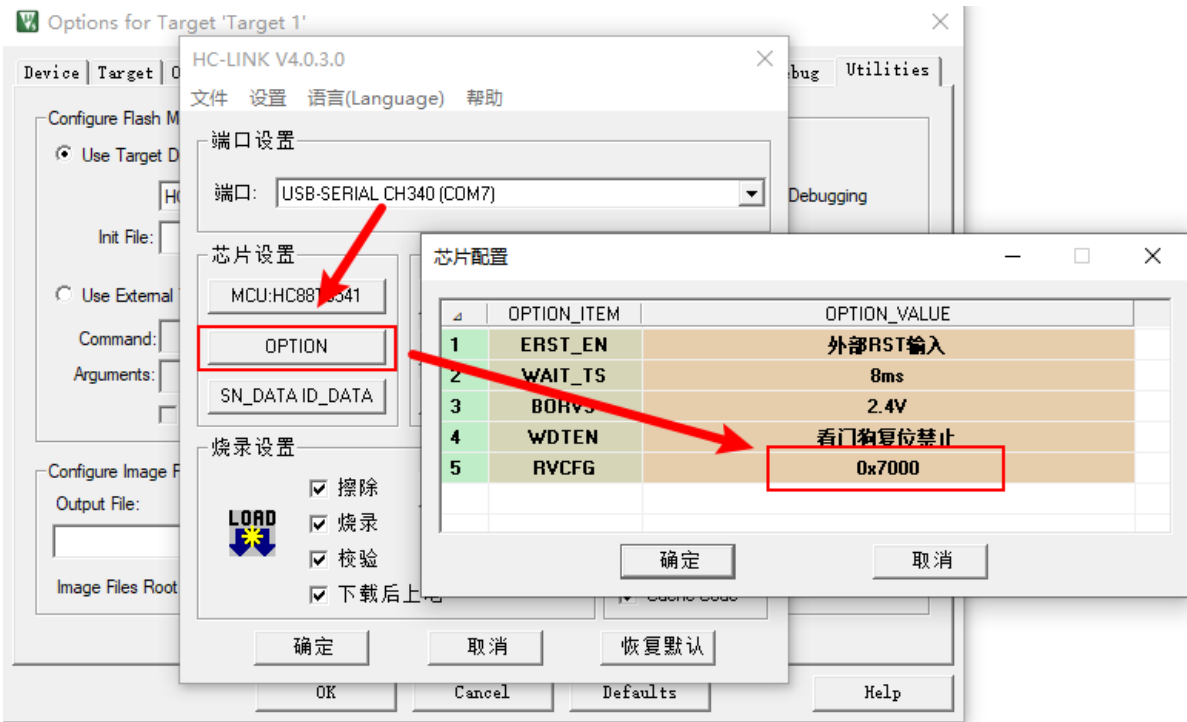 Options for Target 'Target 1'
Device Target O
bug Utilities
Configure Flash M
Use Target D
HC
Debugging
Init File:
Use External
Command:
Arguments:
Configure Image F
Output File:
Image Files Root
OK Cancel Defaults Help
HC-LINK V4.0.3.0
文件 设置 语言(Language) 帮助
端口设置
端口: USB-SERIAL CH340 (COM7)
芯片设置
OPTION
SN_DATA ID_DATA
烧录设置
LOAD
擦除
烧录
校验
下载后上
确定 取消 恢复默认
芯片配置
OPTION_ITEM OPTION_VALUE
1 ERST_EN 外部RST输入
2 WAIT_TS 8ms
3 2.4V
4 WDTEN 看门狗复位禁止
5 RVCFG 0x7000
确定 取消